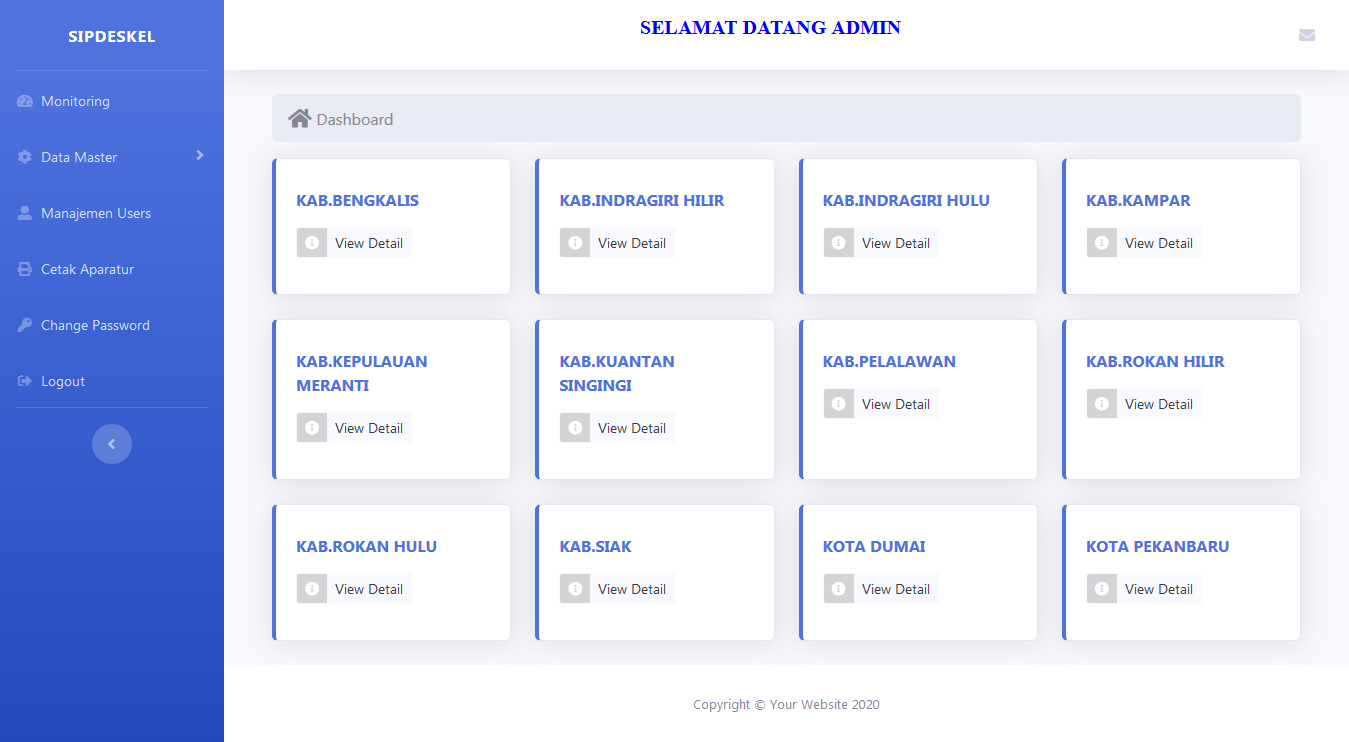 SIPDESKEL
Monitoring
Data Master
Manajemen Users
Cetak Aparatur
Change Password
Logout
SELAMAT DATANG ADMIN
Dashboard
KAB.BENGKALIS
View Detail
KAB.INDRAGIRI HILIR
View Detail
KAB.INDRAGIRI HULU
View Detail
KAB.KAMPAR
View Detail
KAB.KEPULAUAN
MERANTI
View Detail
KAB.KUANTAN
SINGINGI
View Detail
KAB.PELALAWAN
View Detail
KAB.ROKAN HILIR
View Detail
KAB.ROKAN HULU
View Detail
KAB.SIAK
View Detail
KOTA DUMAI
View Detail
KOTA PEKANBARU
View Detail
Copyright © Your Website 2020